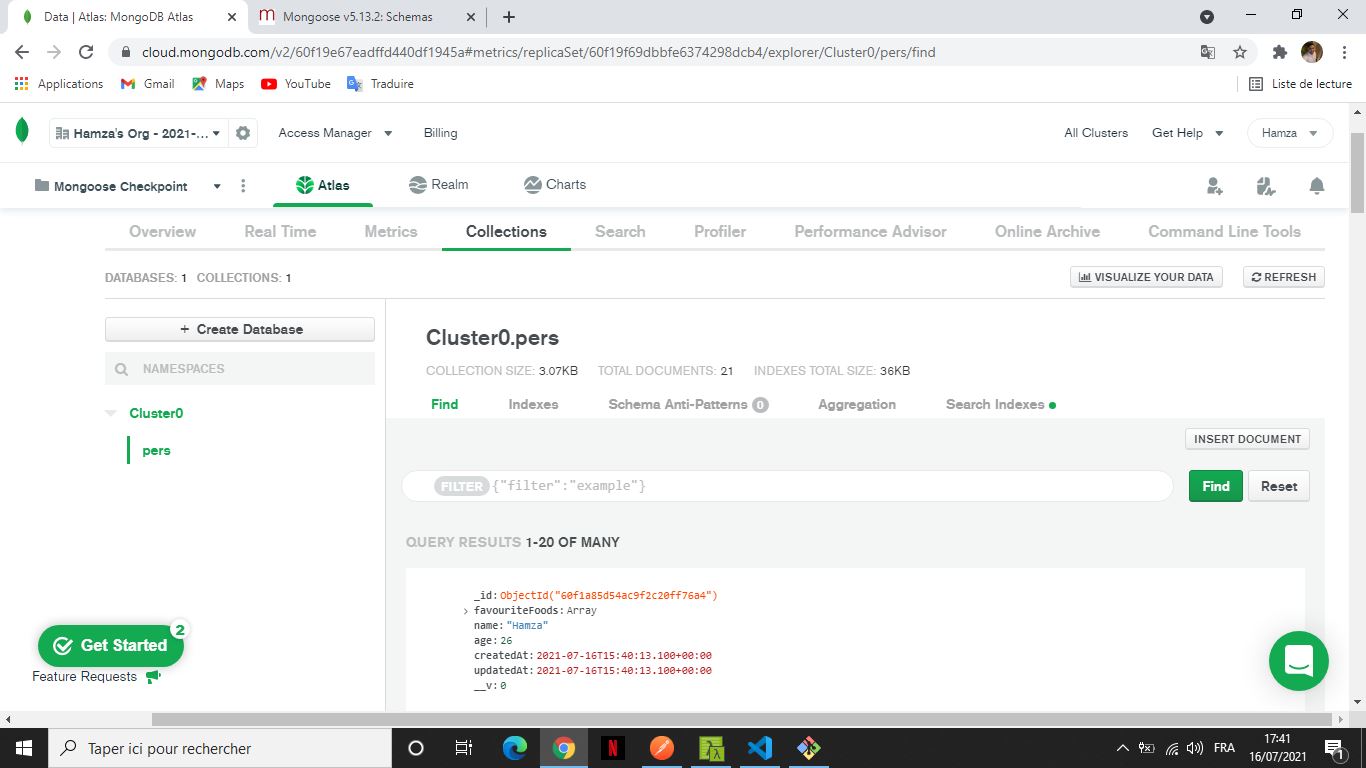 Data | Atlas: MongoDB Atlas
Mongoose v5.13.2: Schemas
cloud.mongodb.com/v2/60f19e67eadffd440df1945a#metrics/replicaSet/60f19f69dbbfe6374298dcb4/explorer/Cluster0/pers/find
Applications Gmail Maps YouTube Traduire Liste de lecture
Hamza's Org - 2021-... Access Manager Billing All Clusters Get Help Hamza
Mongoose Checkpoint Atlas Realm Charts
Overview Real Time Metrics Collections Search Profiler Performance Advisor Online Archive Command Line Tools
DATABASES: 1 COLLECTIONS: 1 VISUALIZE YOUR DATA REFRESH
+ Create Database
NAMESPACES
Cluster0
pers
Cluster0.pers
COLLECTION SIZE: 3.07KB TOTAL DOCUMENTS: 21 INDEXES TOTAL SIZE: 36KB
Find Indexes Schema Anti-Patterns 0 Aggregation Search Indexes
INSERT DOCUMENT
FILTER {"filter":"example"} Find Reset
QUERY RESULTS 1-20 OF MANY
_id: ObjectId("60f1a85d54ac9f2c20ff76a4")
favouriteFoods: Array
name: "Hamza"
age: 26
createdAt: 2021-07-16T15:40:13.100+00:00
updatedAt: 2021-07-16T15:40:13.100+00:00
__v: 0
Get Started 2
Feature Requests
Taper ici pour rechercher
FRA
17:41
16/07/2021
1